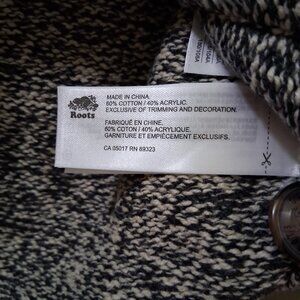 Roots
MADE IN CHINA.
60% COTTON / 40% ACRYLIC.
EXCLUSIVE OF TRIMMING AND DECORATION.
FABRIQUÉ EN CHINE.
60% COTON / 40% ACRYLIQUE.
GARNITURE ET EMPIÈCEMENT EXCLUSIFS.
CA 05017 RN 89323